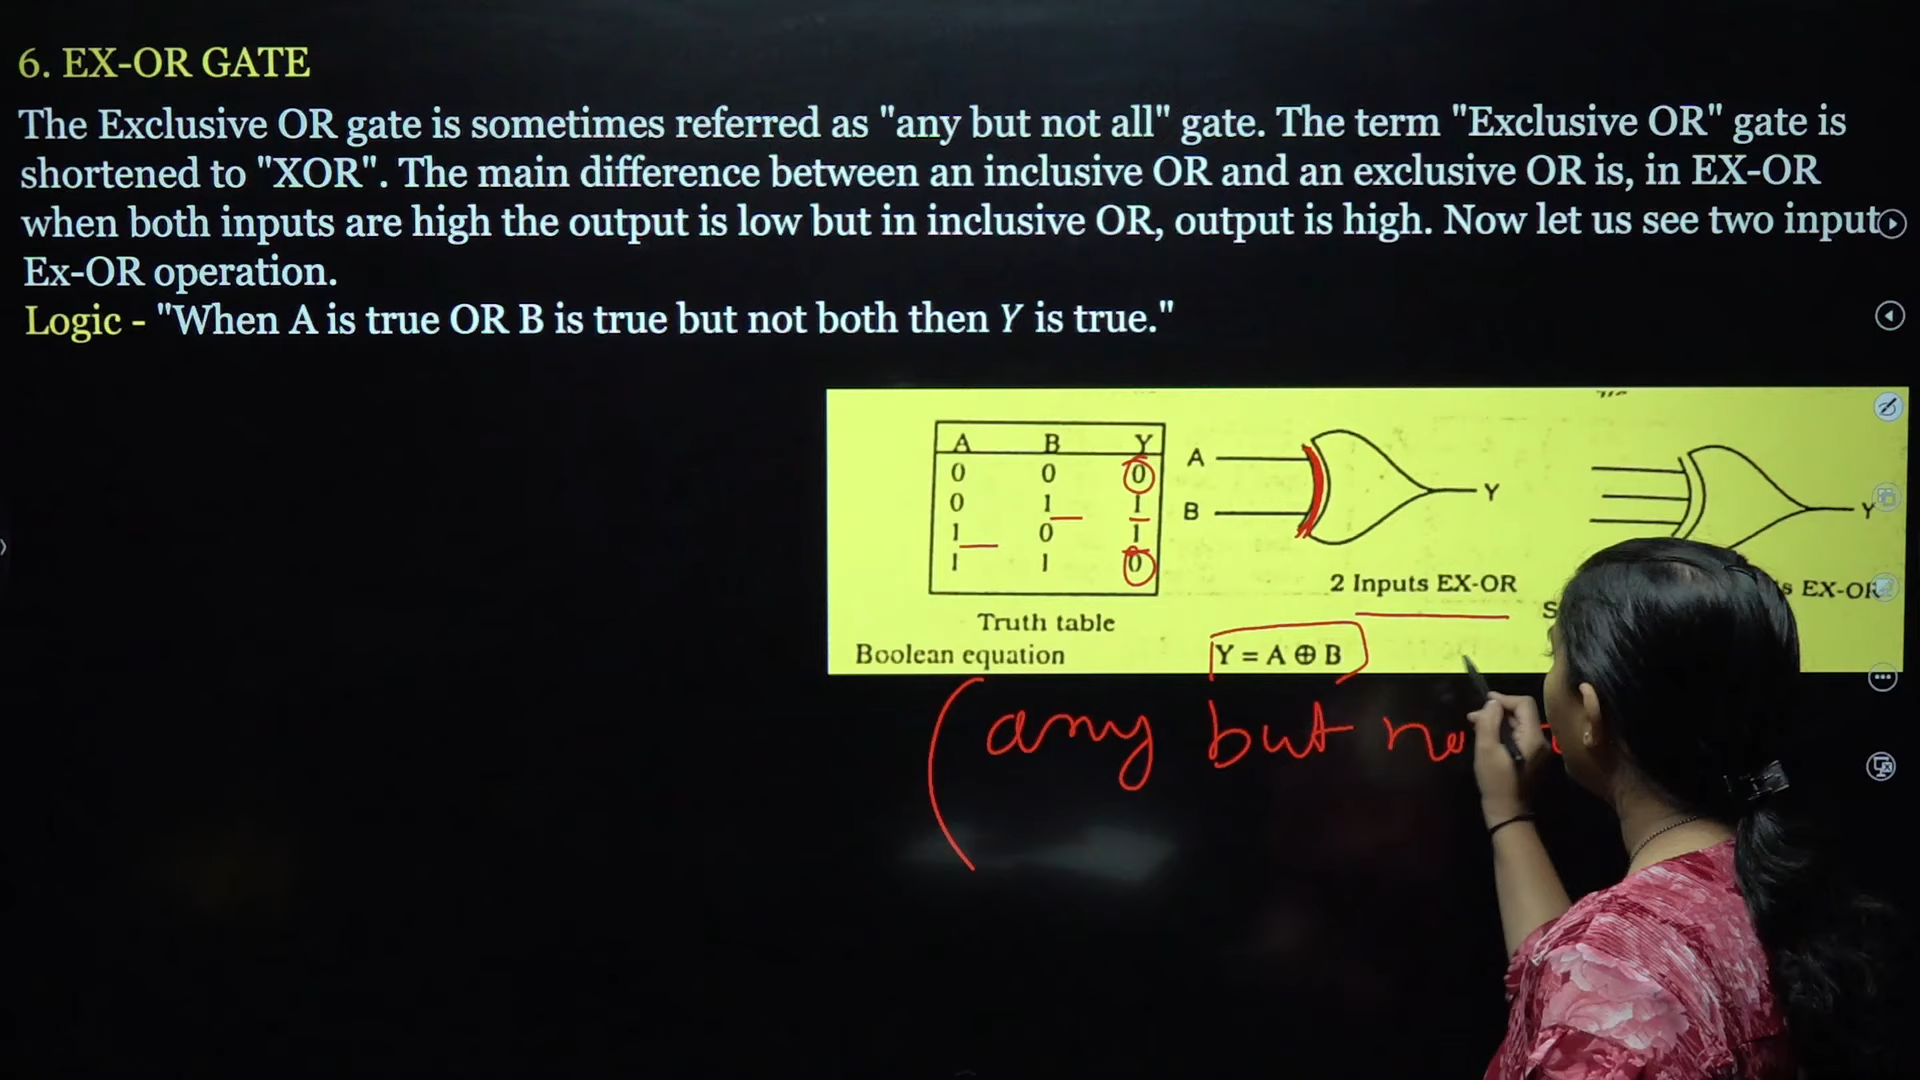 6. EX-OR GATE
The Exclusive OR gate is sometimes referred as "any but not all" gate. The term "Exclusive OR" gate is
shortened to "XOR". The main difference between an inclusive OR and an exclusive OR is, in EX-OR
when both inputs are high the output is low but in inclusive OR, output is high. Now let us see two input
Ex-OR operation.
Logic - "When A is true OR B is true but not both then Y is true."
A B Y
0 0 0
0 1 1
1 0 1
1 1 0
Truth table
A
B
Y
2 Inputs EX-OR
Y
EX-OR
Boolean equation Y = A ⊕ B
(any but